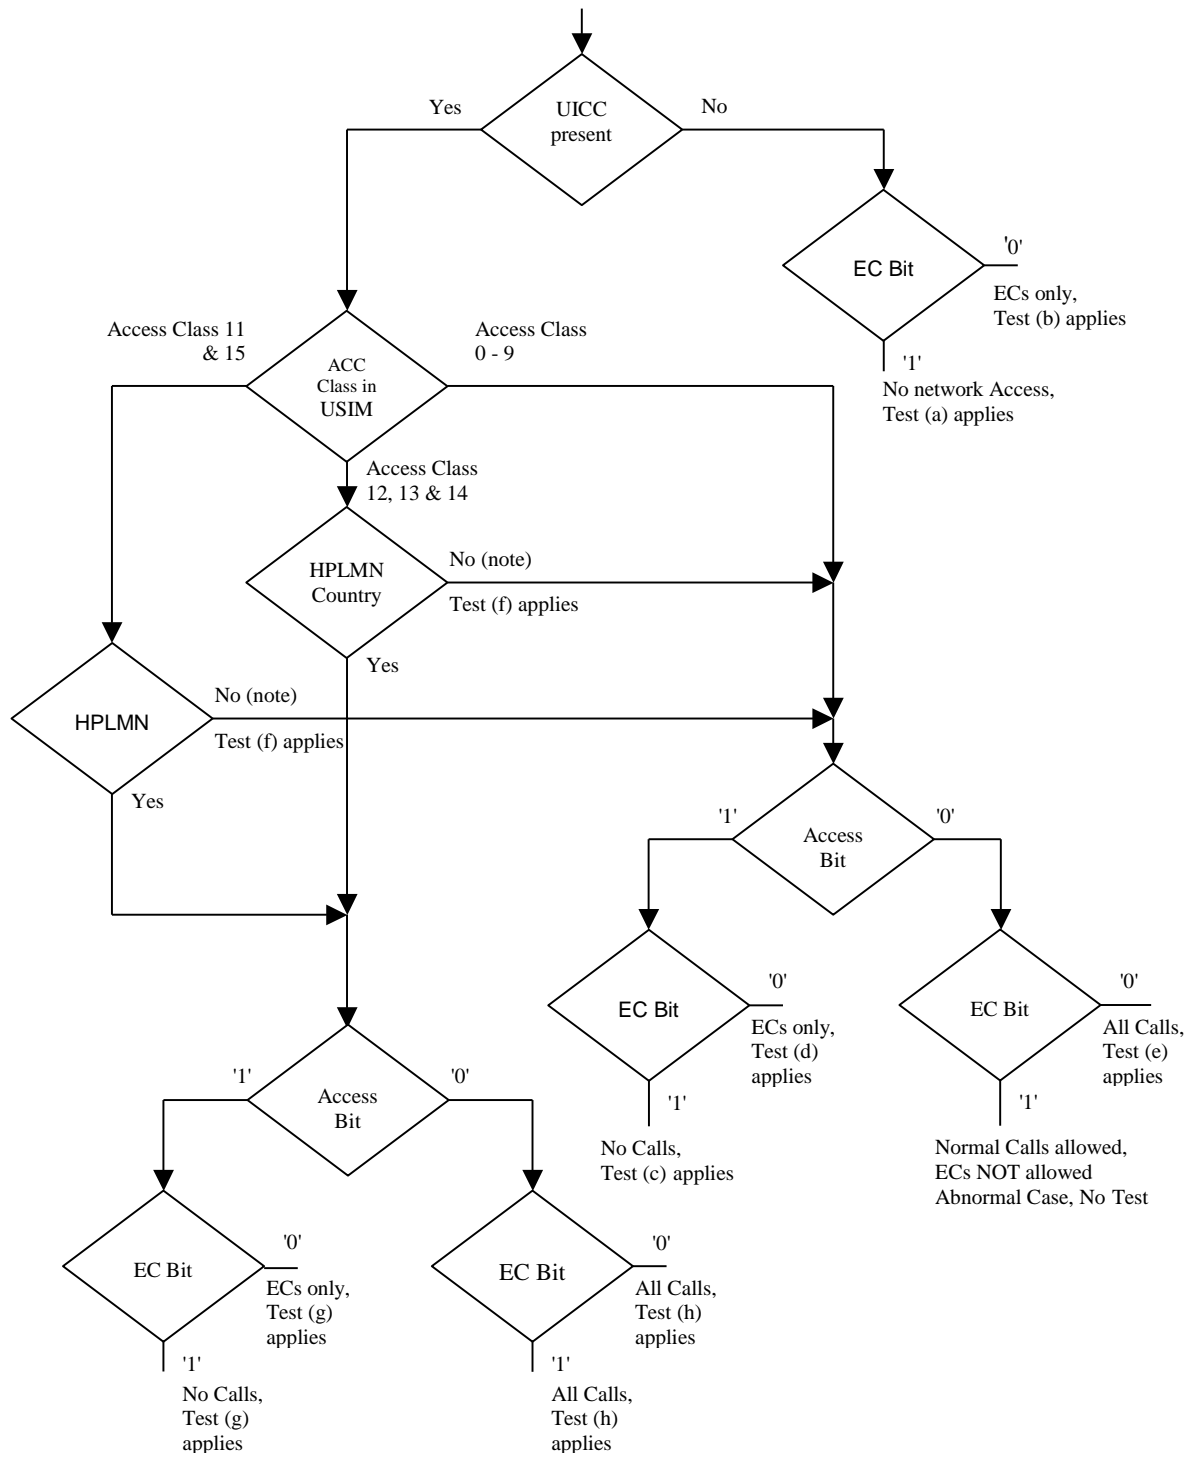 UICC
present
Yes
No
EC Bit
'0'
ECs only,
Test (b) applies
'1'
No network Access,
Test (a) applies
Access Class 11
& 15
Access Class
0 - 9
ACC
Class in
USIM
Access Class
12, 13 & 14
HPLMN
Country
No (note)
Test (f) applies
Yes
HPLMN
No (note)
Test (f) applies
Yes
'1'
Access
Bit
'0'
EC Bit
'0'
ECs only,
Test (d)
applies
'1'
No Calls,
Test (c) applies
EC Bit
'0'
All Calls,
Test (e)
applies
'1'
Normal Calls allowed,
ECs NOT allowed
Abnormal Case, No Test
'1'
Access
Bit
'0'
EC Bit
'0'
ECs only,
Test (g)
applies
'1'
No Calls,
Test (g)
applies
EC Bit
'0'
All Calls,
Test (h)
applies
'1'
All Calls,
Test (h)
applies